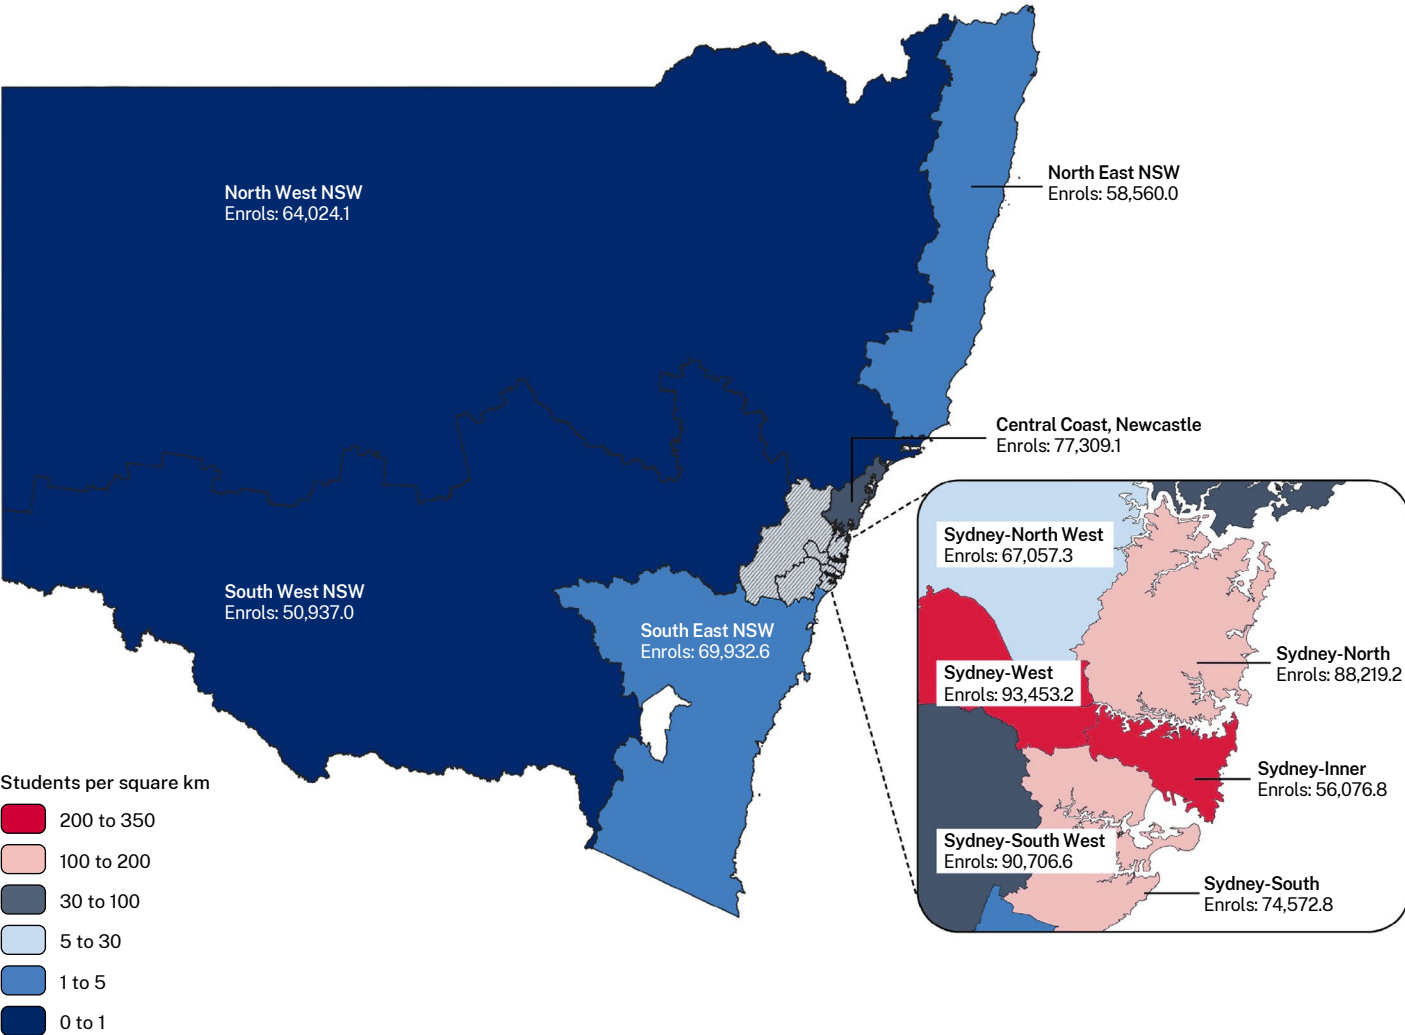 North West NSW
Enrols: 64,024.1
North East NSW
Enrols: 58,560.0
Central Coast, Newcastle
Enrols: 77,309.1
South West NSW
Enrols: 50,937.0
South East NSW
Enrols: 69,932.6
Sydney-North West
Enrols: 67,057.3
Sydney-West
Enrols: 93,453.2
Sydney-North
Enrols: 88,219.2
Sydney-Inner
Enrols: 56,076.8
Sydney-South West
Enrols: 90,706.6
Sydney-South
Enrols: 74,572.8
Students per square km
200 to 350
100 to 200
30 to 100
5 to 30
1 to 5
0 to 1